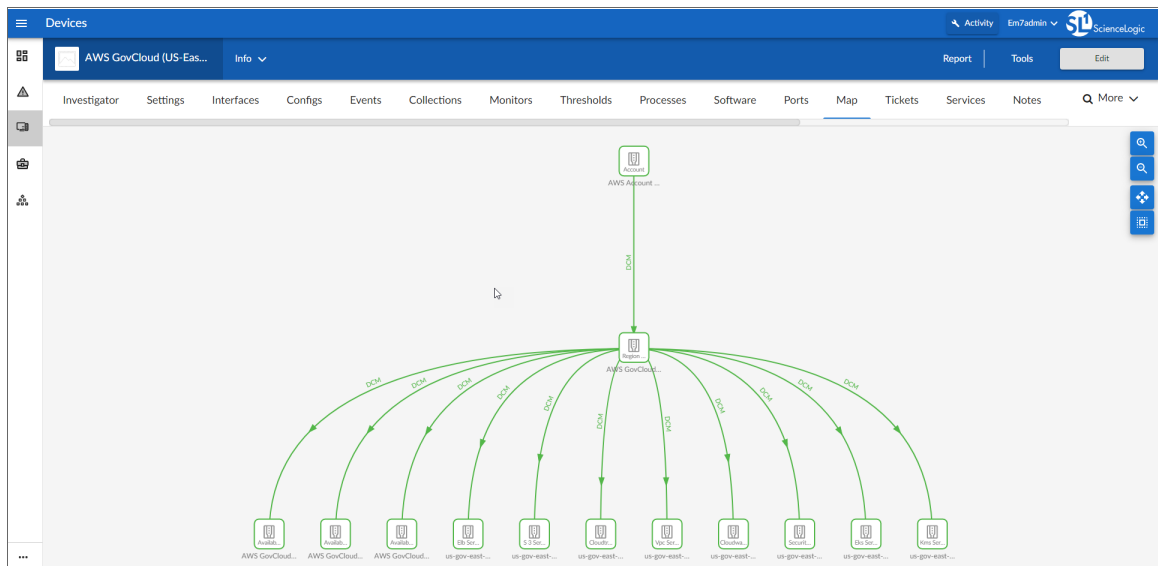 Devices
Activity
Em7admin
SL1 ScienceLogic
AWS GovCloud (US-Eas...
Info
Report
Tools
Edit
Investigator Settings Interfaces Configs Events Collections Monitors Thresholds Processes Software Ports Map Tickets Services Notes More
Account
AWS Account ...
DCM
Region ...
AWS GovCloud...
DCM DCM DCM DCM DCM DCM DCM DCM DCM DCM
Availab... Availab... Availab... Elb Ser... S 3 Ser... Cloudtr... Vpc Ser... Cloudwa... Securit... Eks Ser... Kms Ser...
AWS GovCloud... AWS GovCloud... AWS GovCloud... us-gov-east-... us-gov-east-... us-gov-east-... us-gov-east-... us-gov-east-... us-gov-east-... us-gov-east-... us-gov-east-...